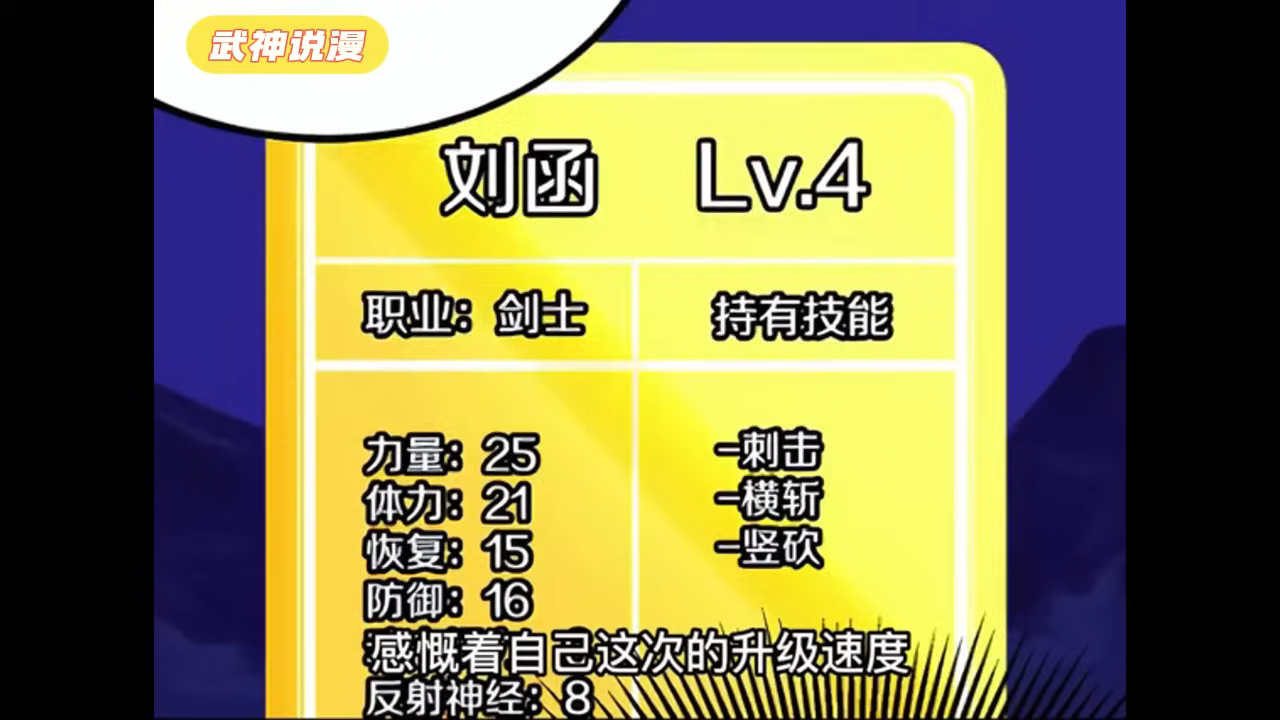 武神说漫
刘函 Lv.4
职业：剑士
持有技能
力量：25
体力：21
恢复：15
防御：16
反射神经：8
-刺击
-横斩
-竖砍
感慨着自己这次的升级速度